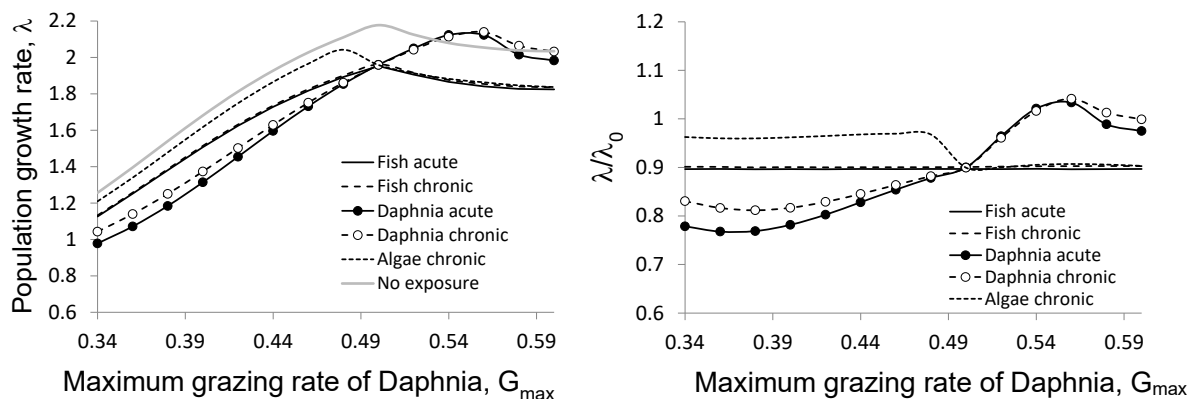 Population growth rate, λ
2.2
2
1.8
1.6
1.4
1.2
1
0.8
0.6
0.34
0.39
0.44
0.49
0.54
0.59
Fish acute
Fish chronic
Daphnia acute
Daphnia chronic
Algae chronic
No exposure
Maximum grazing rate of Daphnia, Gmax
λ/λ0
1.2
1.1
1
0.9
0.8
0.7
0.6
0.34
0.39
0.44
0.49
0.54
0.59
Fish acute
Fish chronic
Daphnia acute
Daphnia chronic
Algae chronic
Maximum grazing rate of Daphnia, Gmax